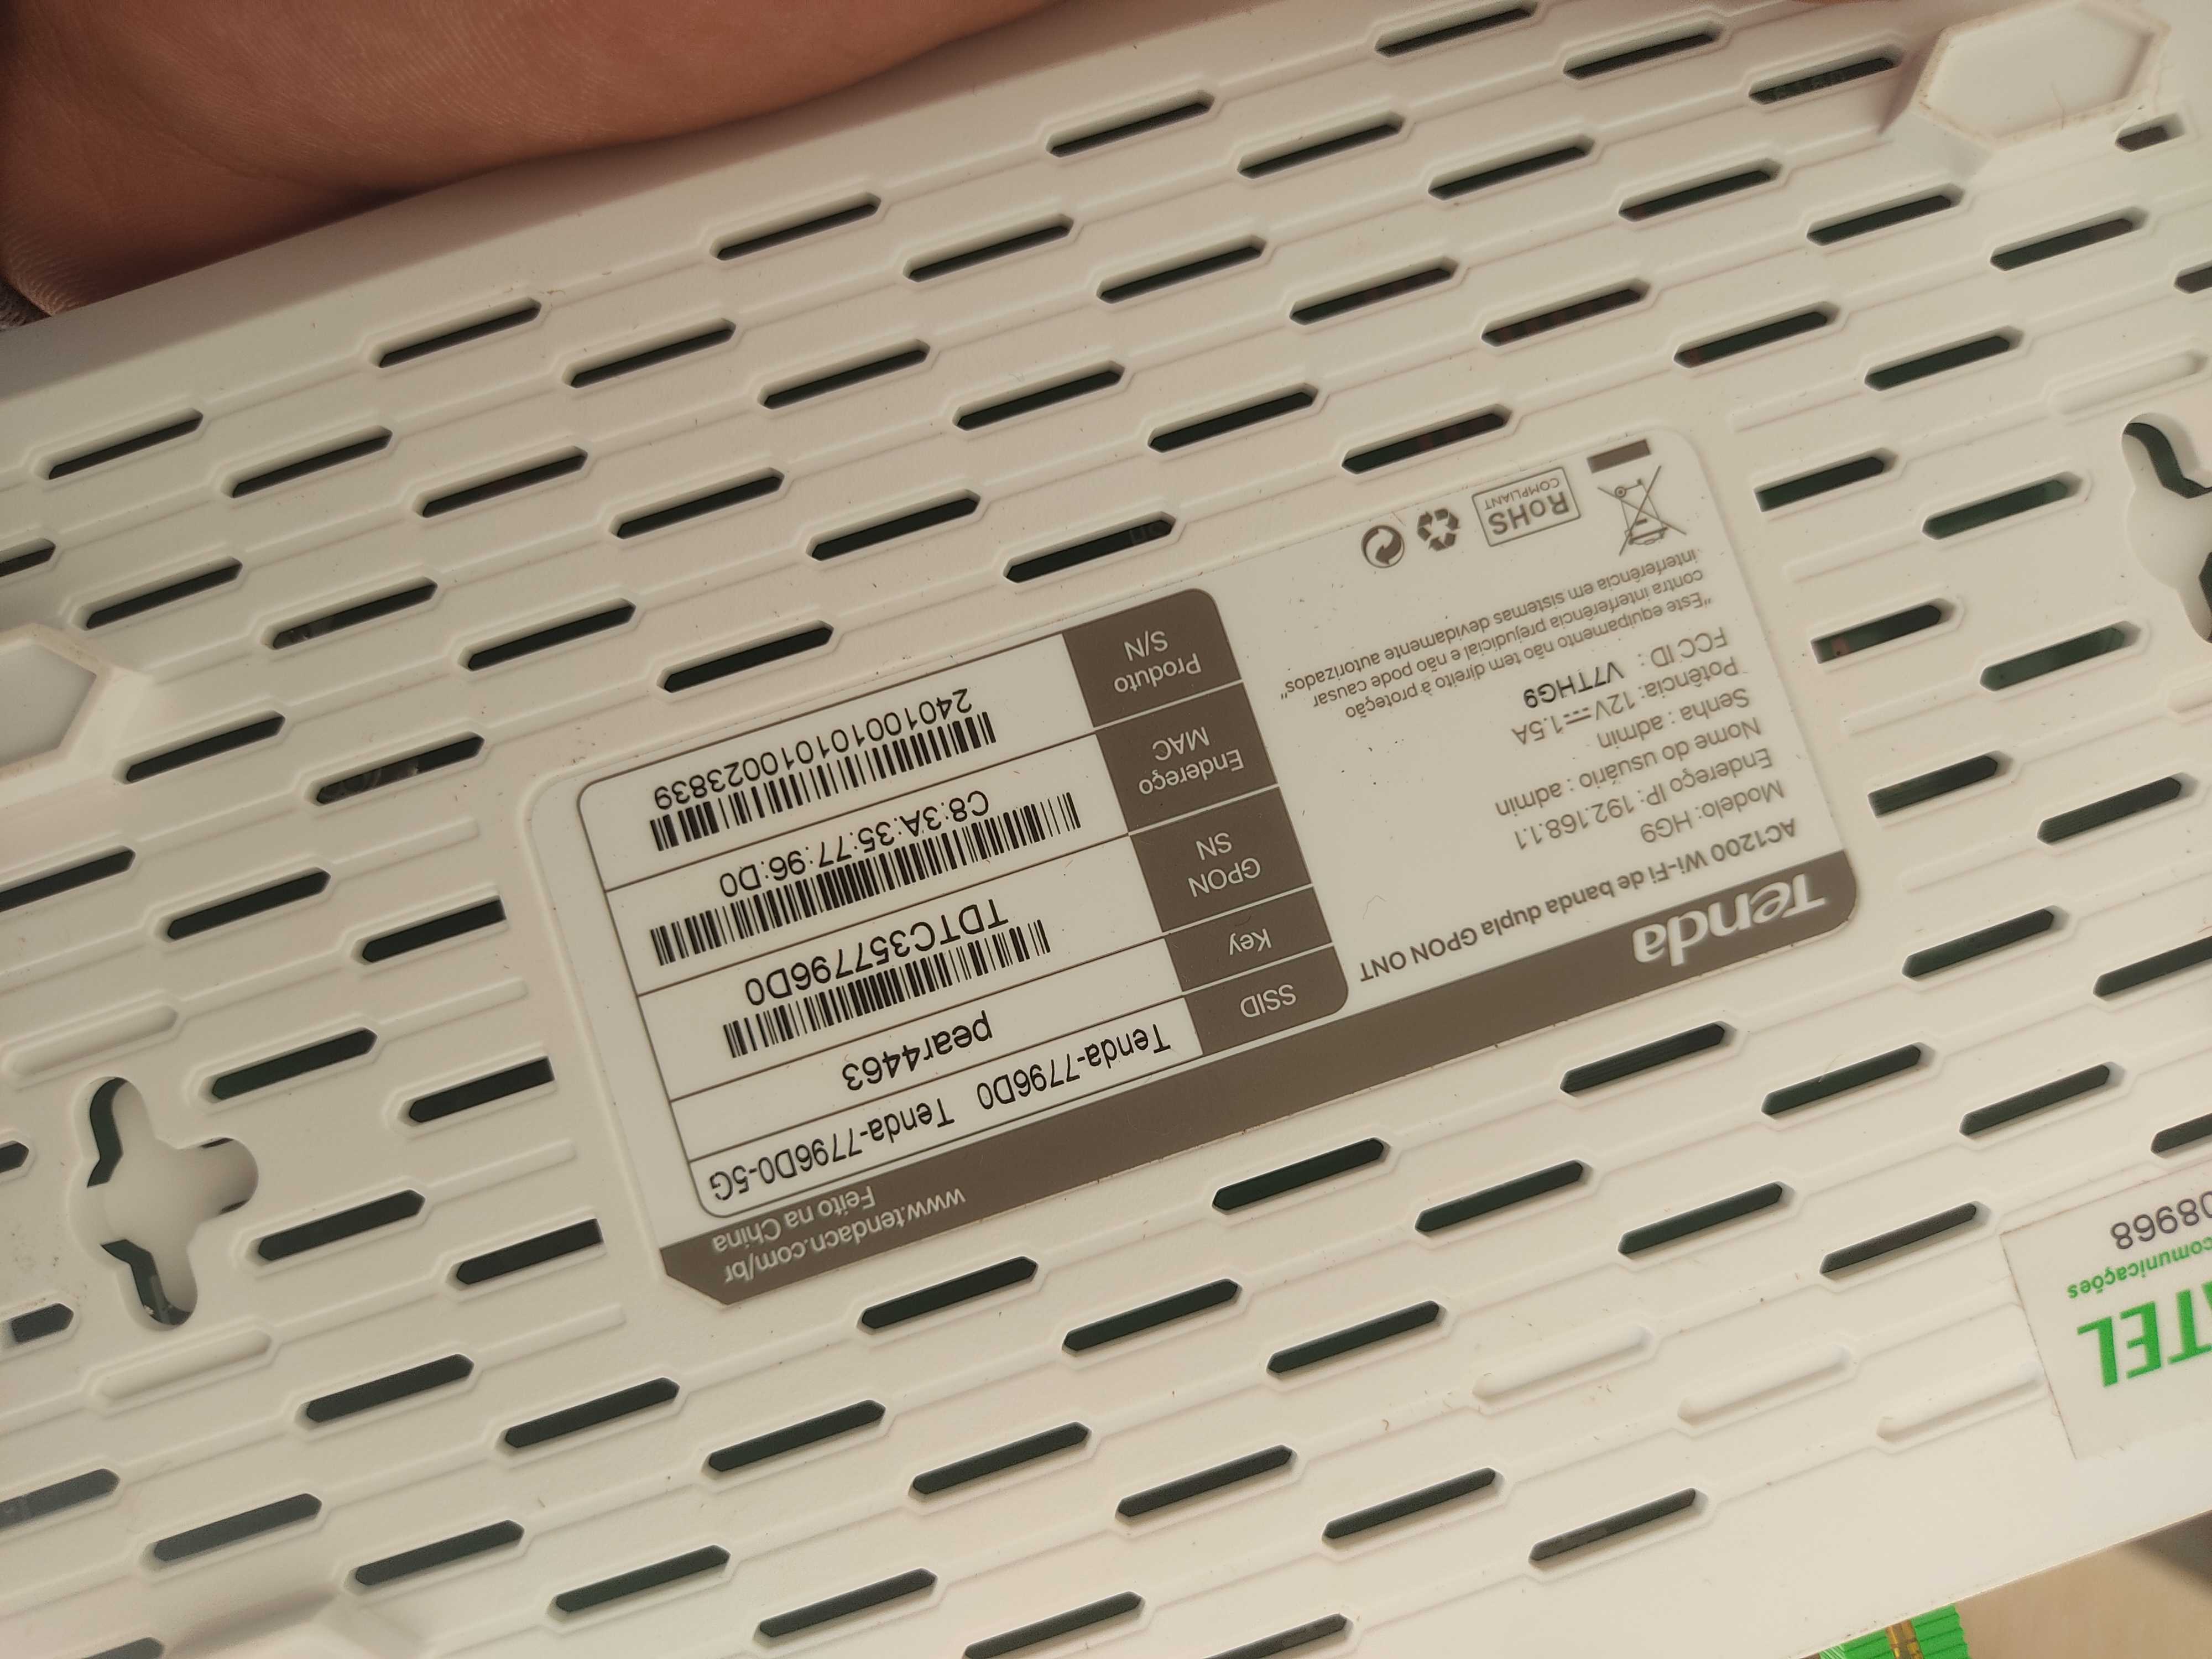 Tenda
AC1200 Wi-Fi de banda dupla GPON ONT
Modelo: HG9
Endereço IP: 192.168.1.1
Nome do usuário : admin
Senha : admin
Potência: 12V⎓1.5A
FCC ID : V7THG9
"Este equipamento não tem direito à proteção
contra interferência prejudicial e não pode causar
interferência em sistemas devidamente autorizados"
RoHS
COMPLIANT
www.tendacn.com/br
Feito na China
SSID Tenda-7796D0 Tenda-7796D0-5G
Key pear4463
GPON SN TDTC357796D0
Endereço MAC C8:3A:35:77:96:D0
Produto S/N 2401001010023839
TEL
comunicações
08968